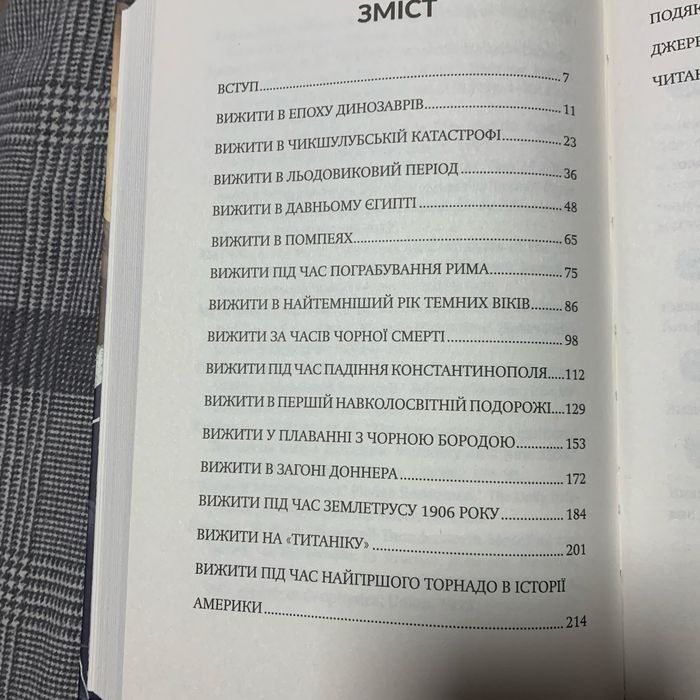 ЗМІСТ
ВСТУП.....7
ВИЖИТИ В ЕПОХУ ДИНОЗАВРІВ.....11
ВИЖИТИ В ЧИКШУЛУБСЬКІЙ КАТАСТРОФІ.....23
ВИЖИТИ В ЛЬОДОВИКОВИЙ ПЕРІОД.....36
ВИЖИТИ В ДАВНЬОМУ ЄГИПТІ.....48
ВИЖИТИ В ПОМПЕЯХ.....65
ВИЖИТИ ПІД ЧАС ПОГРАБУВАННЯ РИМА.....75
ВИЖИТИ В НАЙТЕМНІШИЙ РІК ТЕМНИХ ВІКІВ.....86
ВИЖИТИ ЗА ЧАСІВ ЧОРНОЇ СМЕРТІ.....98
ВИЖИТИ ПІД ЧАС ПАДІННЯ КОНСТАНТИНОПОЛЯ.....112
ВИЖИТИ В ПЕРШІЙ НАВКОЛОСВІТНІЙ ПОДОРОЖІ.....129
ВИЖИТИ У ПЛАВАННІ З ЧОРНОЮ БОРОДОЮ.....153
ВИЖИТИ В ЗАГОНІ ДОННЕРА.....172
ВИЖИТИ ПІД ЧАС ЗЕМЛЕТРУСУ 1906 РОКУ.....184
ВИЖИТИ НА «ТИТАНІКУ».....201
ВИЖИТИ ПІД ЧАС НАЙГІРШОГО ТОРНАДО В ІСТОРІЇ
АМЕРИКИ.....214
ПОДЯК
ДЖЕР
ЧИТА